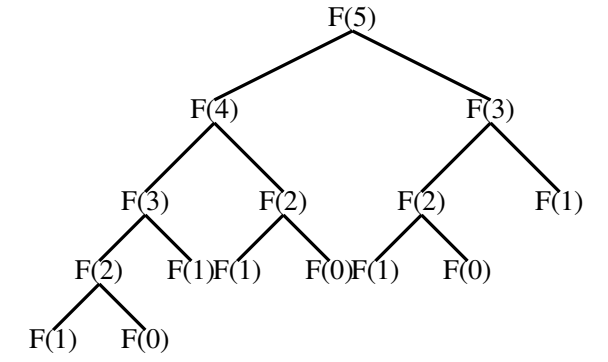 F(5)
F(4) F(3)
F(3) F(2) F(2) F(1)
F(2) F(1) F(1) F(0) F(1) F(0)
F(1) F(0)